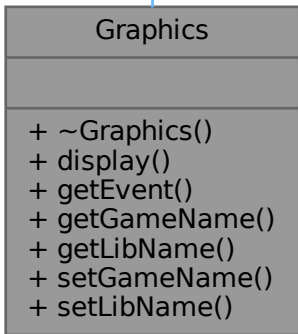 Graphics
+ ~Graphics()
+ display()
+ getEvent()
+ getGameName()
+ getLibName()
+ setGameName()
+ setLibName()